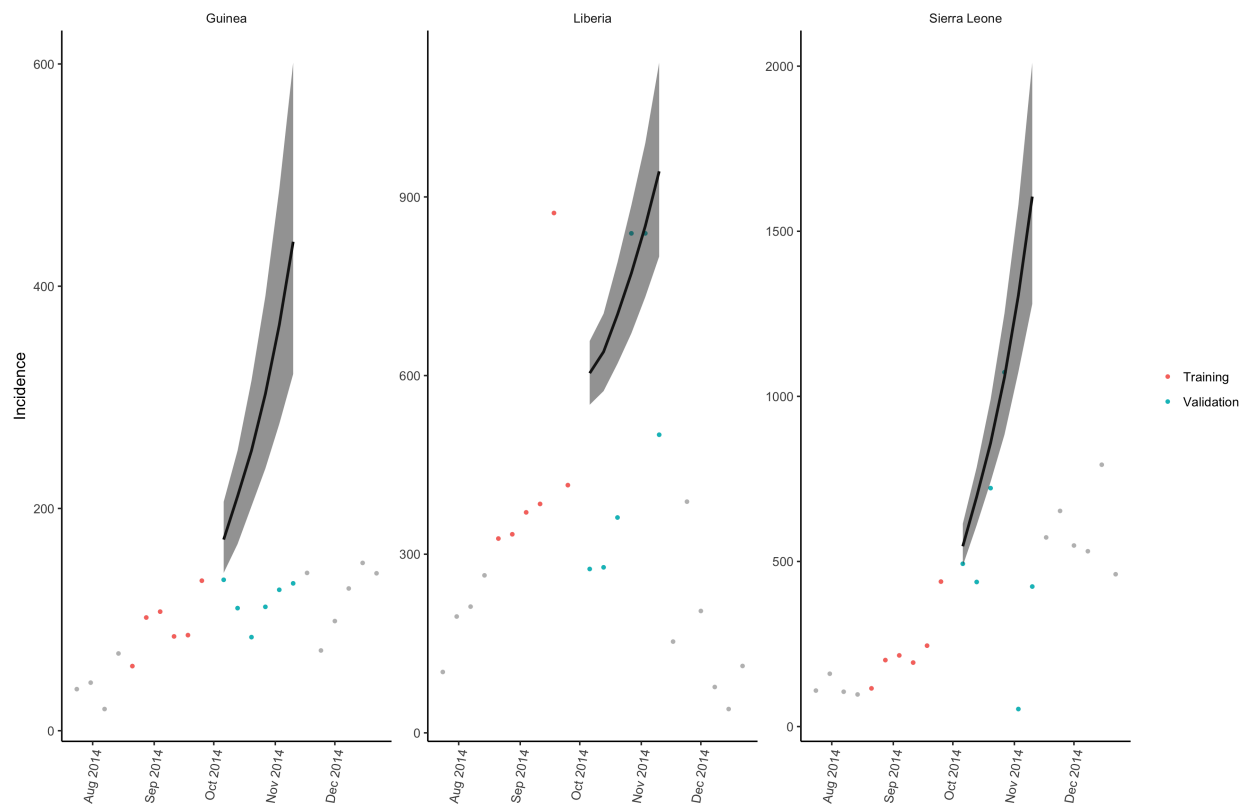 Guinea
Liberia
Sierra Leone
Incidence
600
400
200
0
Aug 2014
Sep 2014
Oct 2014
Nov 2014
Dec 2014
900
600
300
0
Aug 2014
Sep 2014
Oct 2014
Nov 2014
Dec 2014
2000
1500
1000
500
0
Aug 2014
Sep 2014
Oct 2014
Nov 2014
Dec 2014
Training
Validation